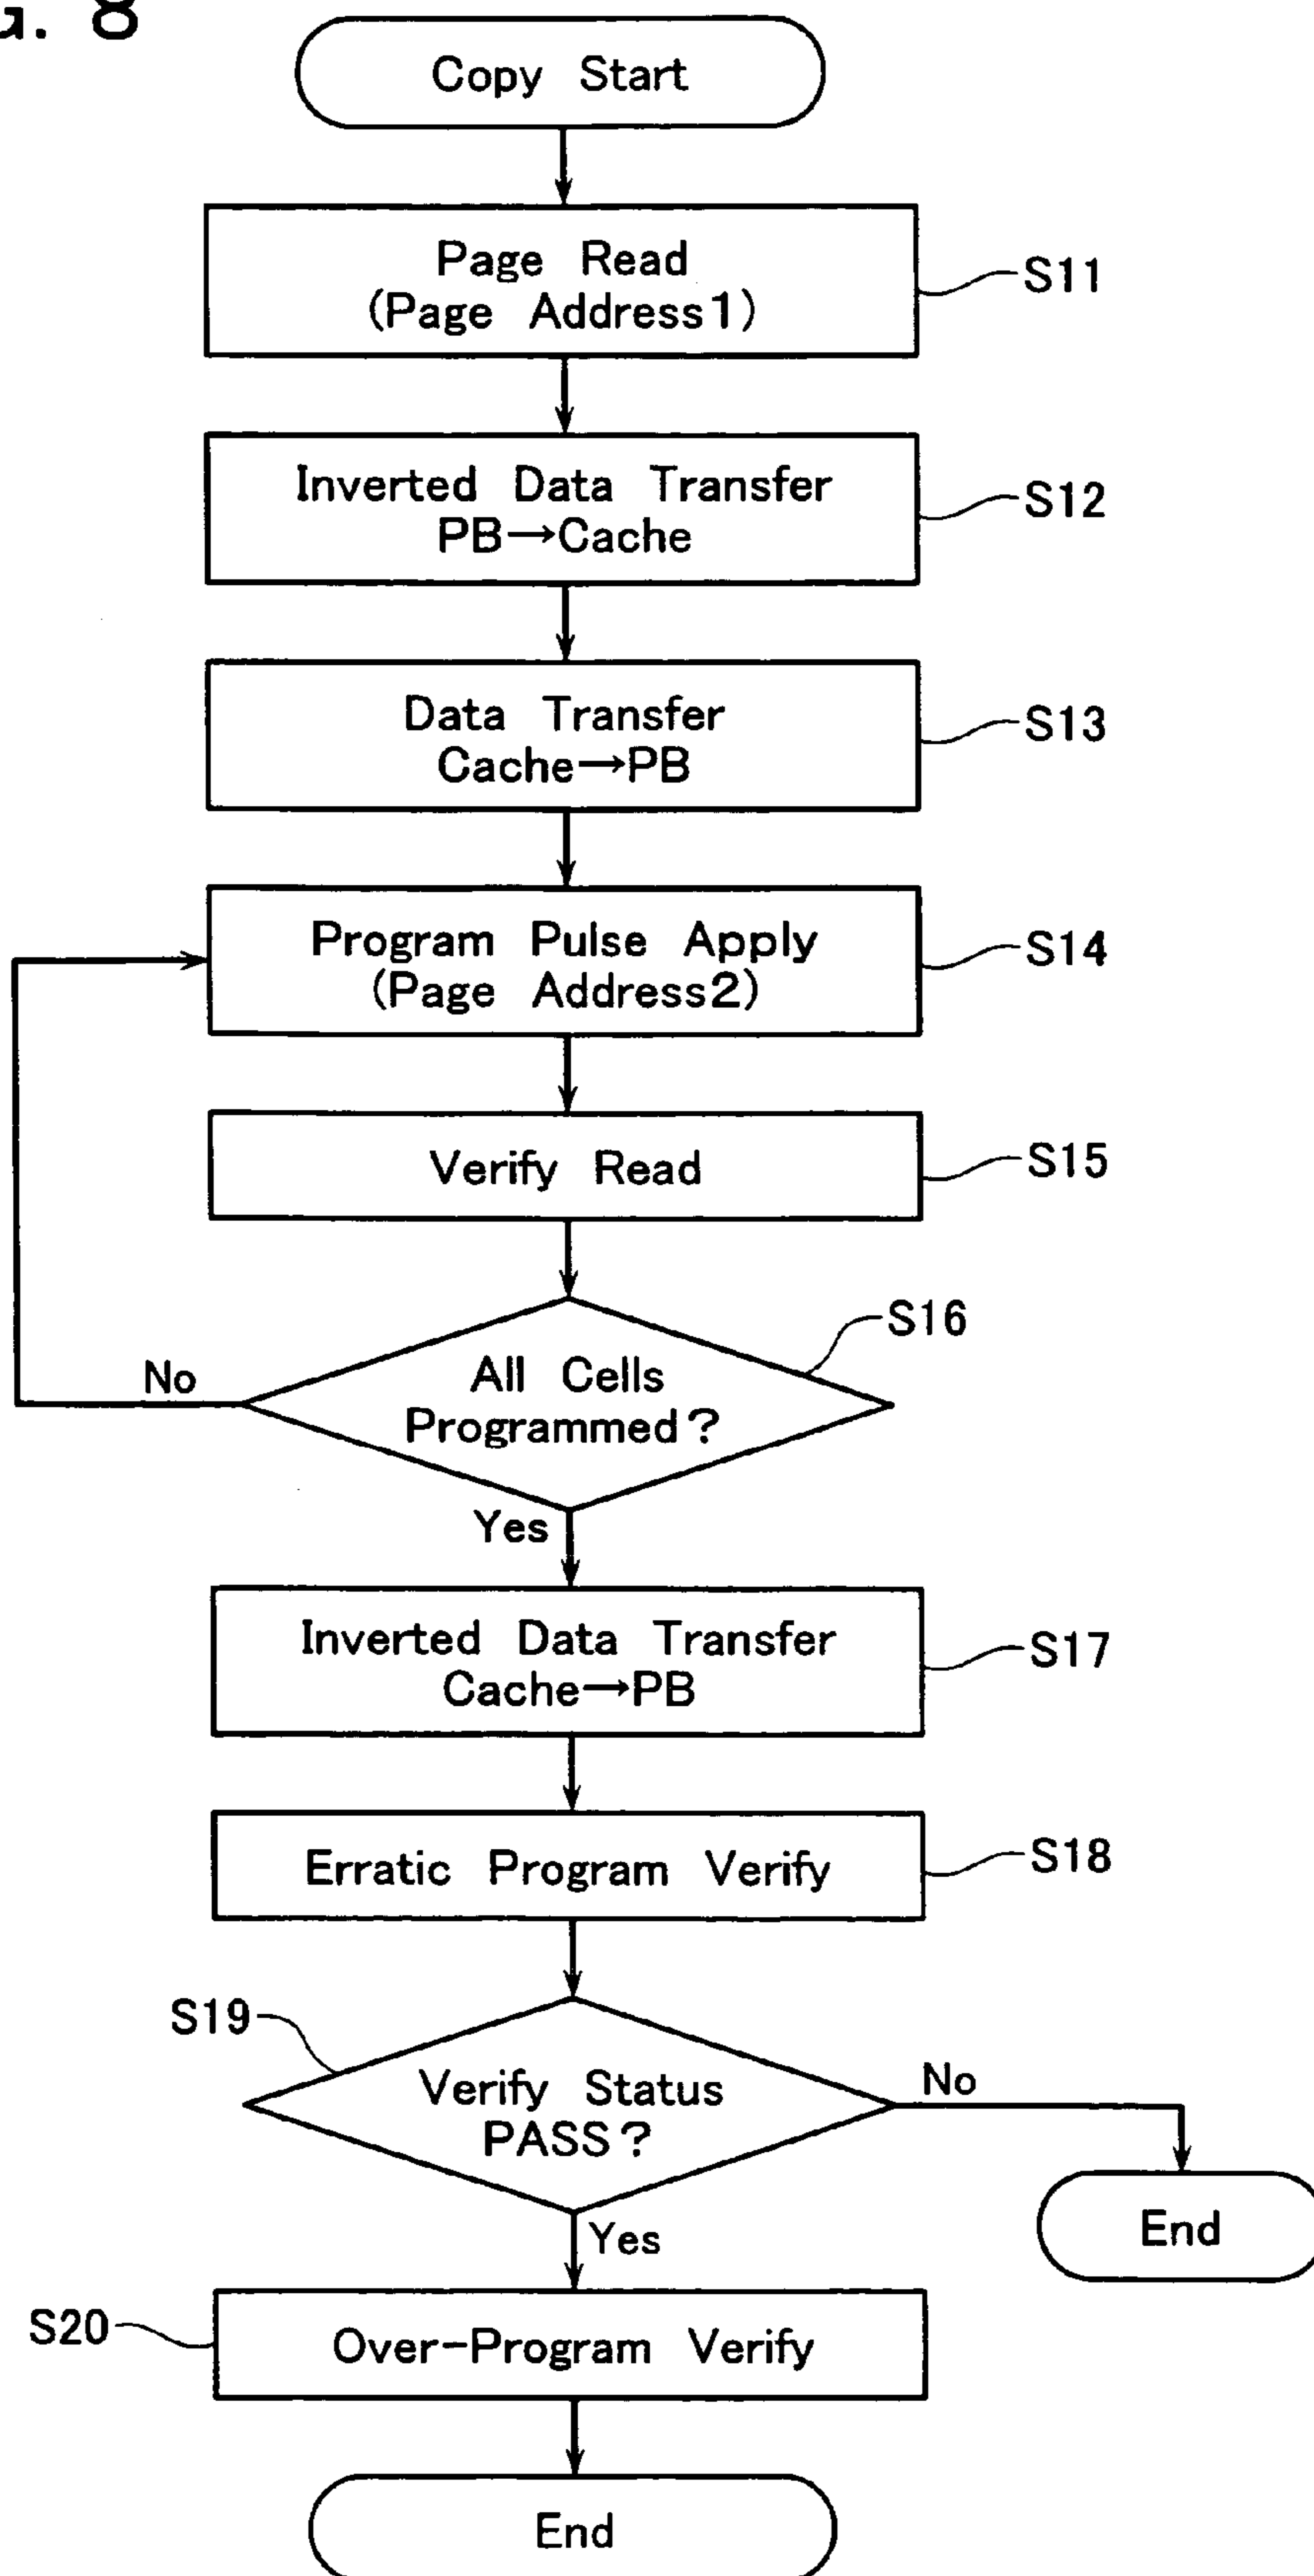 G. 8
Copy Start
Page Read
(Page Address1)
S11
Inverted Data Transfer
PB→Cache
S12
Data Transfer
Cache→PB
S13
Program Pulse Apply
(Page Address2)
S14
Verify Read
S15
S16
All Cells
Programmed?
No
Yes
Inverted Data Transfer
Cache→PB
S17
Erratic Program Verify
S18
S19
Verify Status
PASS?
No
End
Yes
S20
Over-Program Verify
End